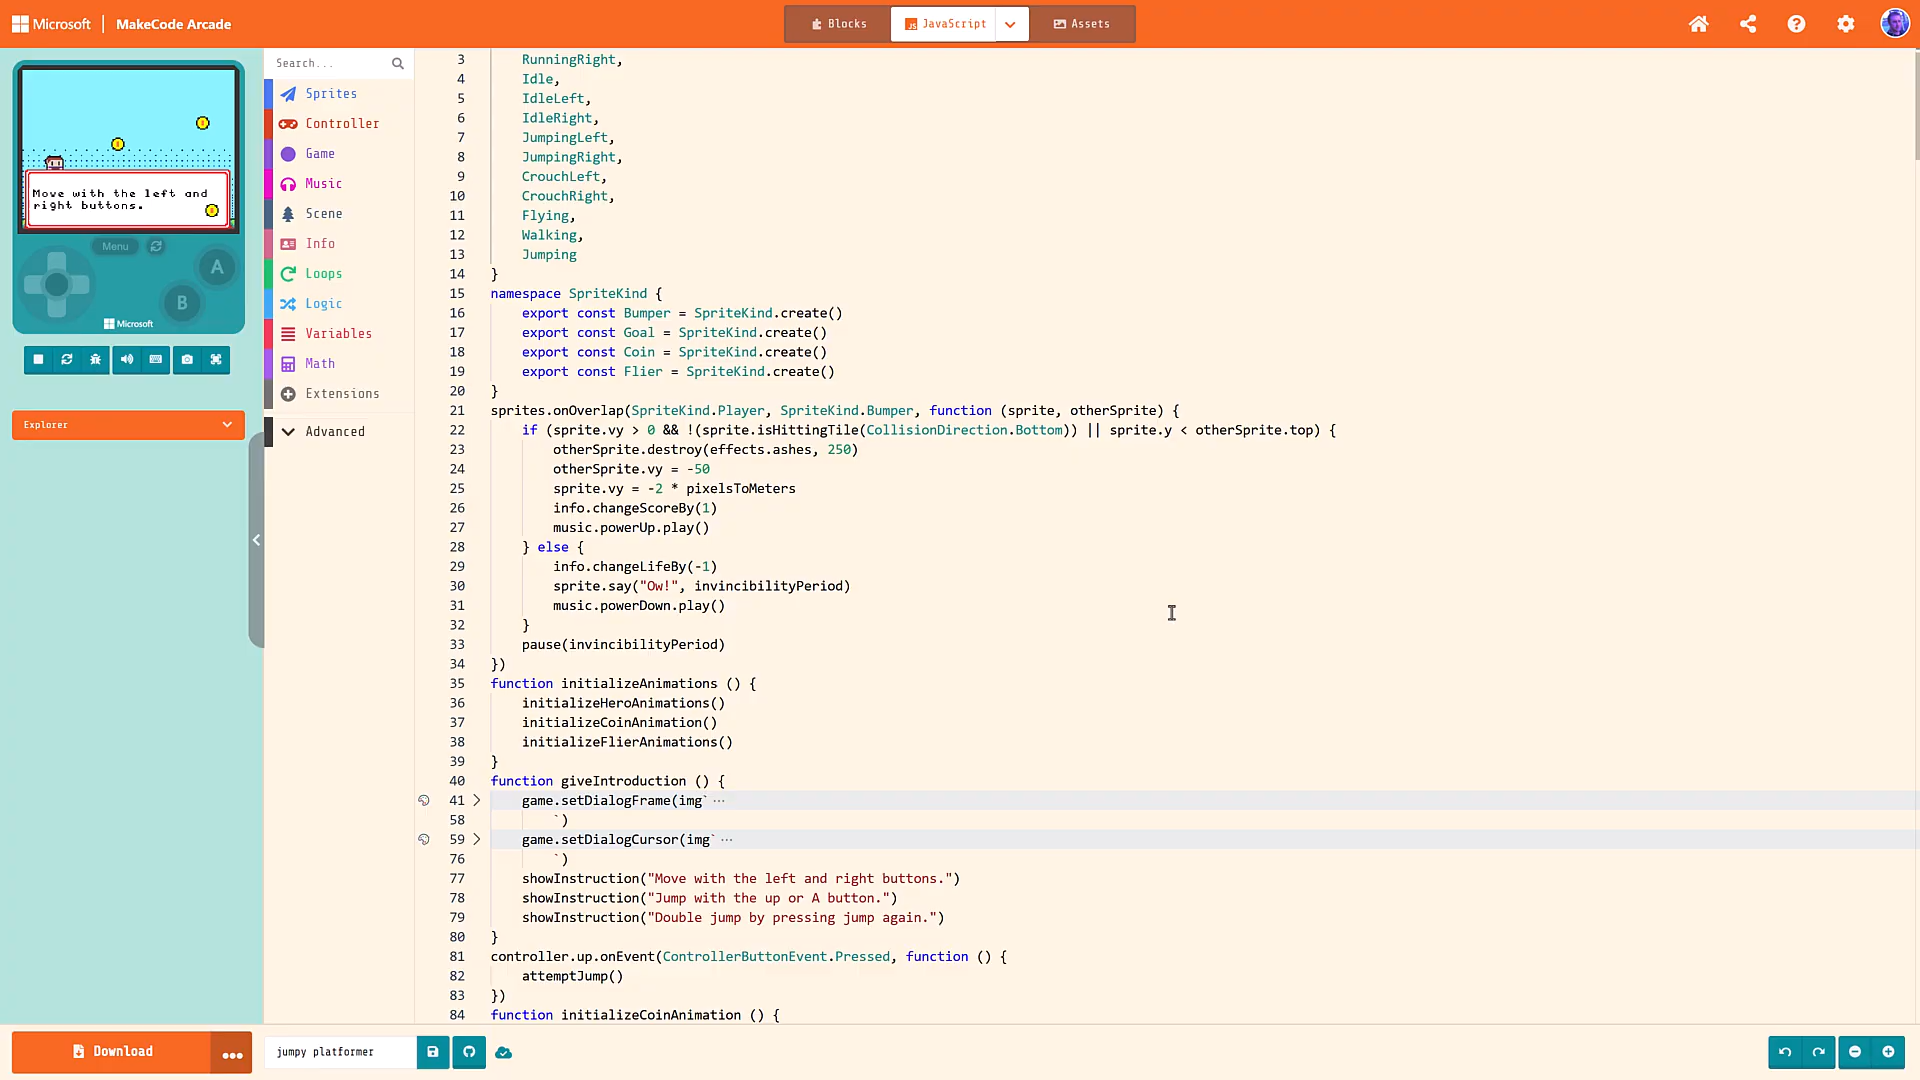 Microsoft | MakeCode Arcade
Blocks
JavaScript
Assets
Move with the left and
right buttons.
Menu
A
B
Microsoft
Explorer
Search...
Sprites
Controller
Game
Music
Scene
Info
Loops
Logic
Variables
Math
Extensions
Advanced
3 RunningRight,
4 Idle,
5 IdleLeft,
6 IdleRight,
7 JumpingLeft,
8 JumpingRight,
9 CrouchLeft,
10 CrouchRight,
11 Flying,
12 Walking,
13 Jumping
14 }
15 namespace SpriteKind {
16 export const Bumper = SpriteKind.create()
17 export const Goal = SpriteKind.create()
18 export const Coin = SpriteKind.create()
19 export const Flier = SpriteKind.create()
20 }
21 sprites.onOverlap(SpriteKind.Player, SpriteKind.Bumper, function (sprite, otherSprite) {
22 if (sprite.vy > 0 && !(sprite.isHittingTile(CollisionDirection.Bottom)) || sprite.y < otherSprite.top) {
23 otherSprite.destroy(effects.ashes, 250)
24 otherSprite.vy = -50
25 sprite.vy = -2 * pixelsToMeters
26 info.changeScoreBy(1)
27 music.powerUp.play()
28 } else {
29 info.changeLifeBy(-1)
30 sprite.say("Ow!", invincibilityPeriod)
31 music.powerDown.play()
32 }
33 pause(invincibilityPeriod)
34 })
35 function initializeAnimations () {
36 initializeHeroAnimations()
37 initializeCoinAnimation()
38 initializeFlierAnimations()
39 }
40 function giveIntroduction () {
41 game.setDialogFrame(img` ...
58 `)
59 game.setDialogCursor(img` ...
76 `)
77 showInstruction("Move with the left and right buttons.")
78 showInstruction("Jump with the up or A button.")
79 showInstruction("Double jump by pressing jump again.")
80 }
81 controller.up.onEvent(ControllerButtonEvent.Pressed, function () {
82 attemptJump()
83 })
84 function initializeCoinAnimation () {
Download
...
jumpy platformer